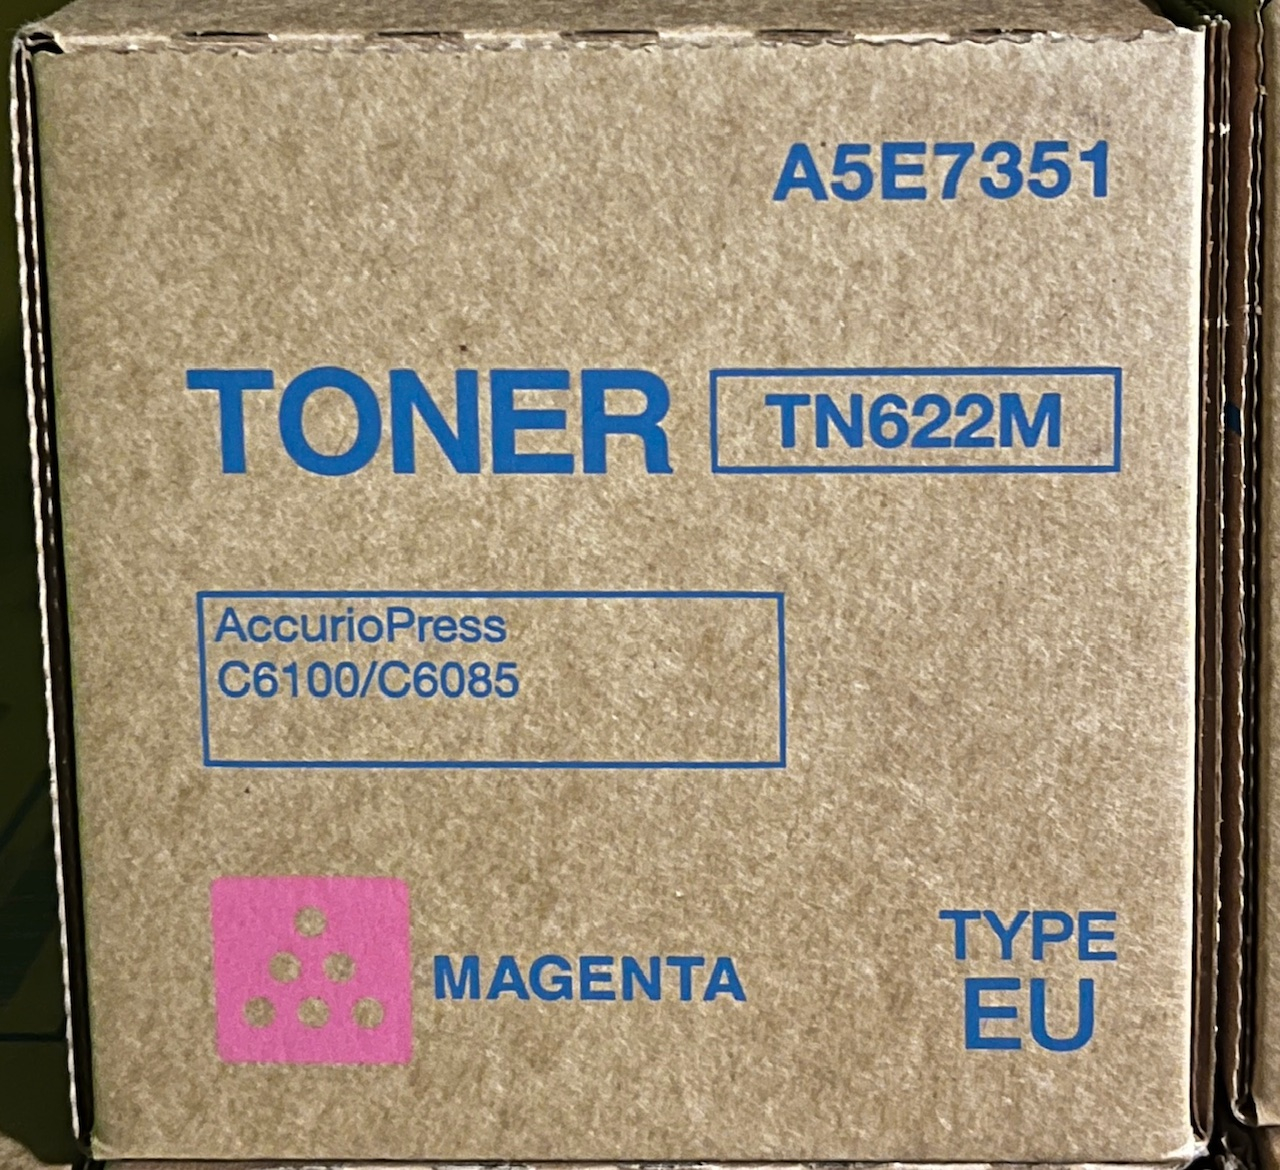 A5E7351
TONER TN622M
AccurioPress
C6100/C6085
MAGENTA
TYPE
EU